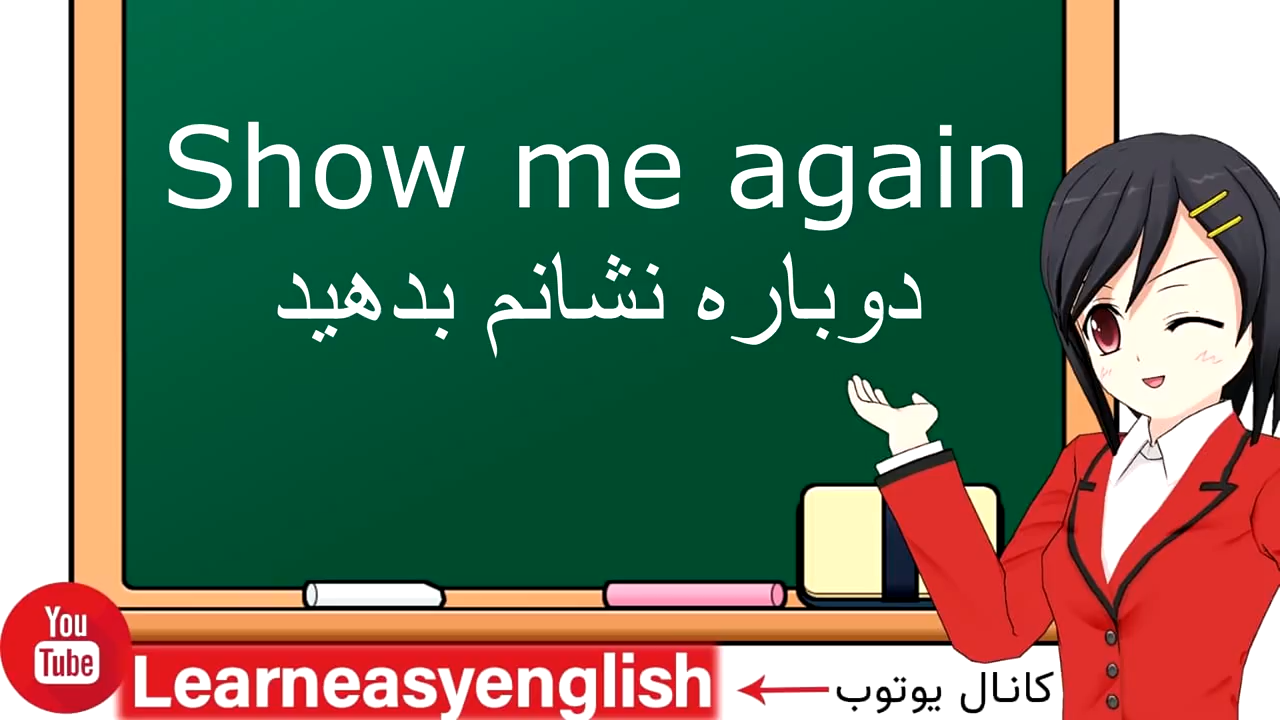 Show me again
دوباره نشانم بدهید
You
Tube
Learneasyenglish
کانال یوتوب